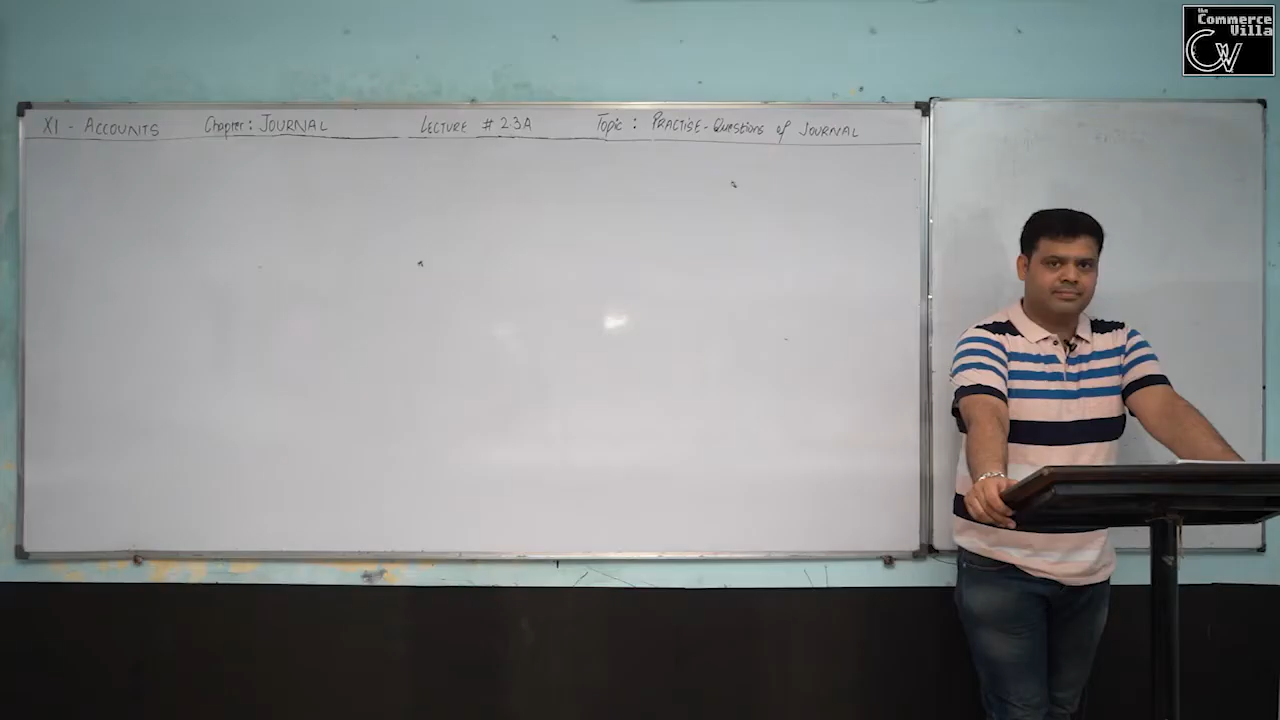 XI - ACCOUNTS Chapter : JOURNAL LECTURE # 23A Topic : PRACTISE - Questions of JOURNAL
the
Commerce
Villa
CV